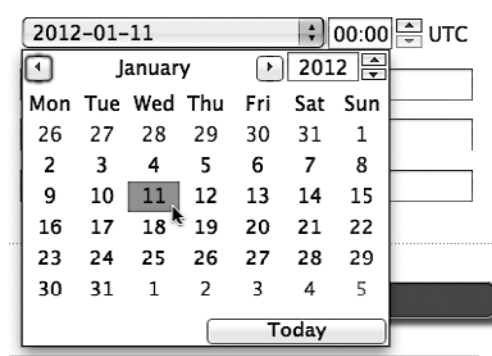 2012-01-11 00:00 UTC
January 2012
Mon Tue Wed Thu Fri Sat Sun
26 27 28 29 30 31 1
2 3 4 5 6 7 8
9 10 11 12 13 14 15
16 17 18 19 20 21 22
23 24 25 26 27 28 29
30 31 1 2 3 4 5
Today